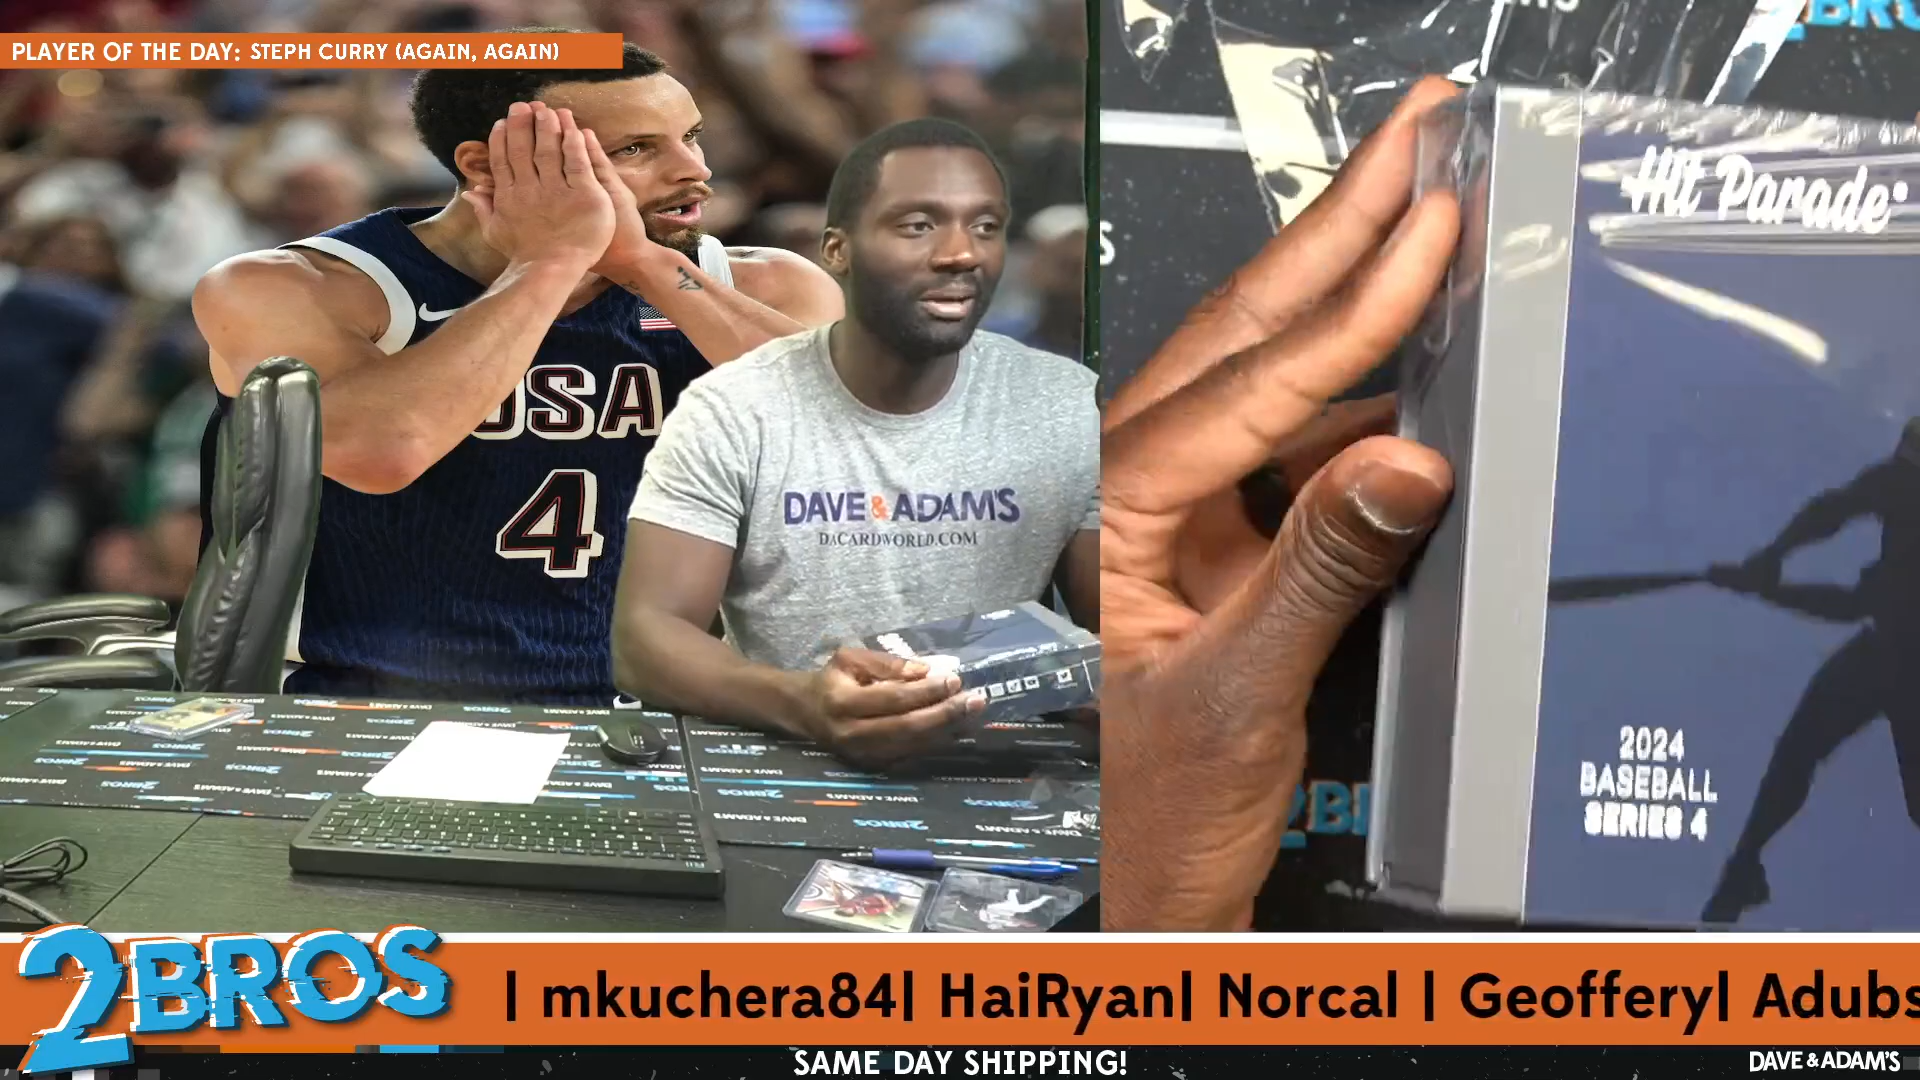 PLAYER OF THE DAY: STEPH CURRY (AGAIN, AGAIN)
USA
4
DAVE & ADAM'S
DACARDWORLD.COM
Hit Parade
2024
BASEBALL
SERIES 4
2BROS
| mkuchera84| HaiRyan| Norcal | Geoffery| Adubs
SAME DAY SHIPPING!
DAVE & ADAM'S